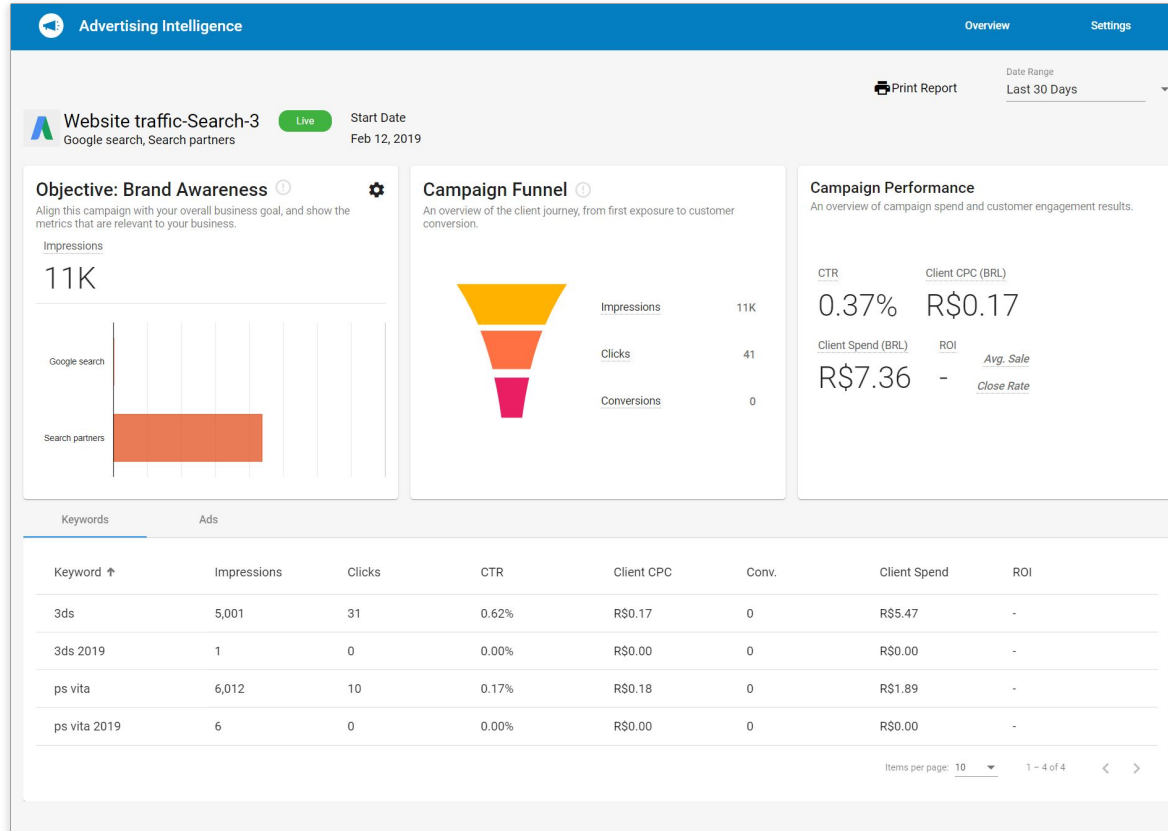 Advertising Intelligence
Overview
Settings
Print Report
Date Range
Last 30 Days
Website traffic-Search-3
Google search, Search partners
Live
Start Date
Feb 12, 2019
Objective: Brand Awareness
Align this campaign with your overall business goal, and show the
metrics that are relevant to your business.
Impressions
11K
Google search
Search partners
Campaign Funnel
An overview of the client journey, from first exposure to customer
conversion.
Impressions 11K
Clicks 41
Conversions 0
Campaign Performance
An overview of campaign spend and customer engagement results.
CTR Client CPC (BRL)
0.37% R$0.17
Client Spend (BRL) ROI
R$7.36 -
Avg. Sale
Close Rate
Keywords Ads
Keyword Impressions Clicks CTR Client CPC Conv. Client Spend ROI
3ds 5,001 31 0.62% R$0.17 0 R$5.47 -
3ds 2019 1 0 0.00% R$0.00 0 R$0.00 -
ps vita 6,012 10 0.17% R$0.18 0 R$1.89 -
ps vita 2019 6 0 0.00% R$0.00 0 R$0.00 -
Items per page: 10 1 – 4 of 4